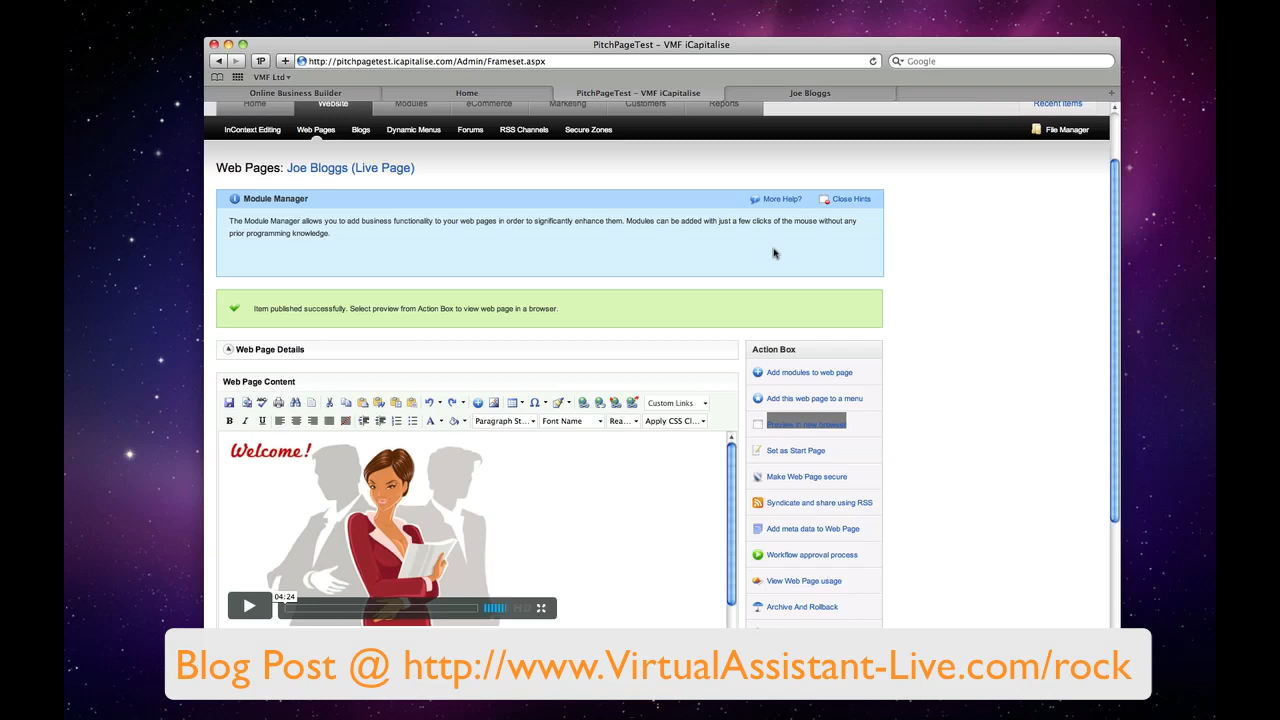 PitchPageTest – VMF iCapitalise
1P
http://pitchpagetest.icapitalise.com/Admin/Frameset.aspx
Google
VMF Ltd
Online Business Builder Home PitchPageTest – VMF iCapitalise Joe Bloggs
Home Website Modules eCommerce Marketing Customers Reports Recent Items
InContext Editing Web Pages Blogs Dynamic Menus Forums RSS Channels Secure Zones File Manager
Web Pages: Joe Bloggs (Live Page)
Module Manager More Help? Close Hints
The Module Manager allows you to add business functionality to your web pages in order to significantly enhance them. Modules can be added with just a few clicks of the mouse without any
prior programming knowledge.
Item published successfully. Select preview from Action Box to view web page in a browser.
Web Page Details
Action Box
Add modules to web page
Web Page Content
Add this web page to a menu
Custom Links
B I U A Paragraph St... Font Name Rea... Apply CSS Cl...
Preview in new browser
Welcome!
Set as Start Page
Make Web Page secure
Syndicate and share using RSS
Add meta data to Web Page
Workflow approval process
View Web Page usage
04:24
HD
Archive And Rollback
Blog Post @ http://www.VirtualAssistant-Live.com/rock